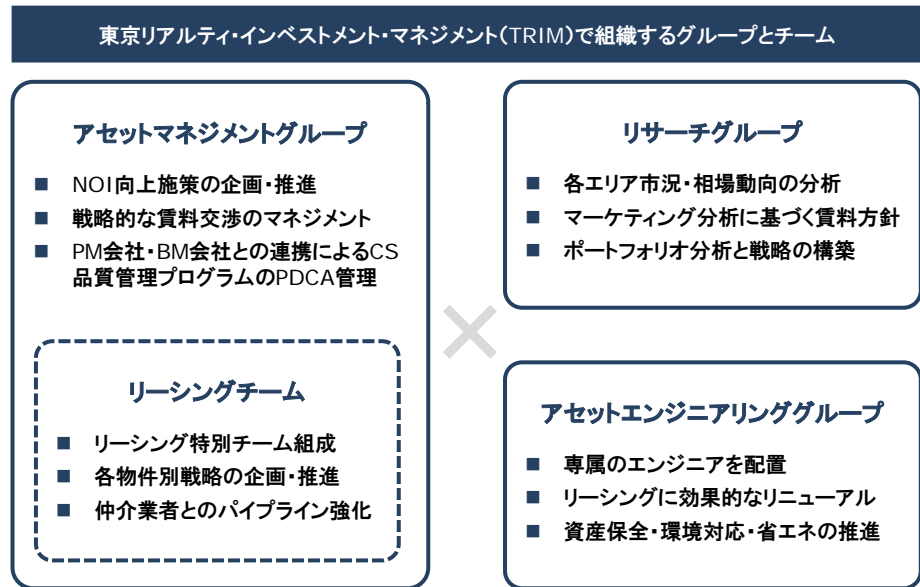 東京リアルティ・インベストメント・マネジメント(TRIM)で組織するグループとチーム
アセットマネジメントグループ
■ NOI向上施策の企画・推進
■ 戦略的な賃料交渉のマネジメント
■ PM会社・BM会社との連携によるCS
品質管理プログラムのPDCA管理
リーシングチーム
■ リーシング特別チーム組成
■ 各物件別戦略の企画・推進
■ 仲介業者とのパイプライン強化
×
リサーチグループ
■ 各エリア市況・相場動向の分析
■ マーケティング分析に基づく賃料方針
■ ポートフォリオ分析と戦略の構築
アセットエンジニアリンググループ
■ 専属のエンジニアを配置
■ リーシングに効果的なリニューアル
■ 資産保全・環境対応・省エネの推進